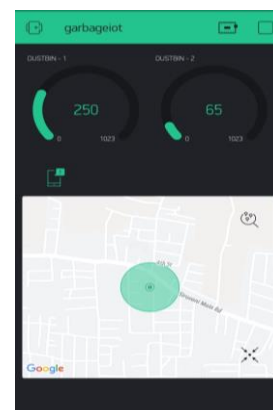 garbageiot
DUSTBIN - 1 DUSTBIN - 2
250 65
0 1023 0 1023
Google